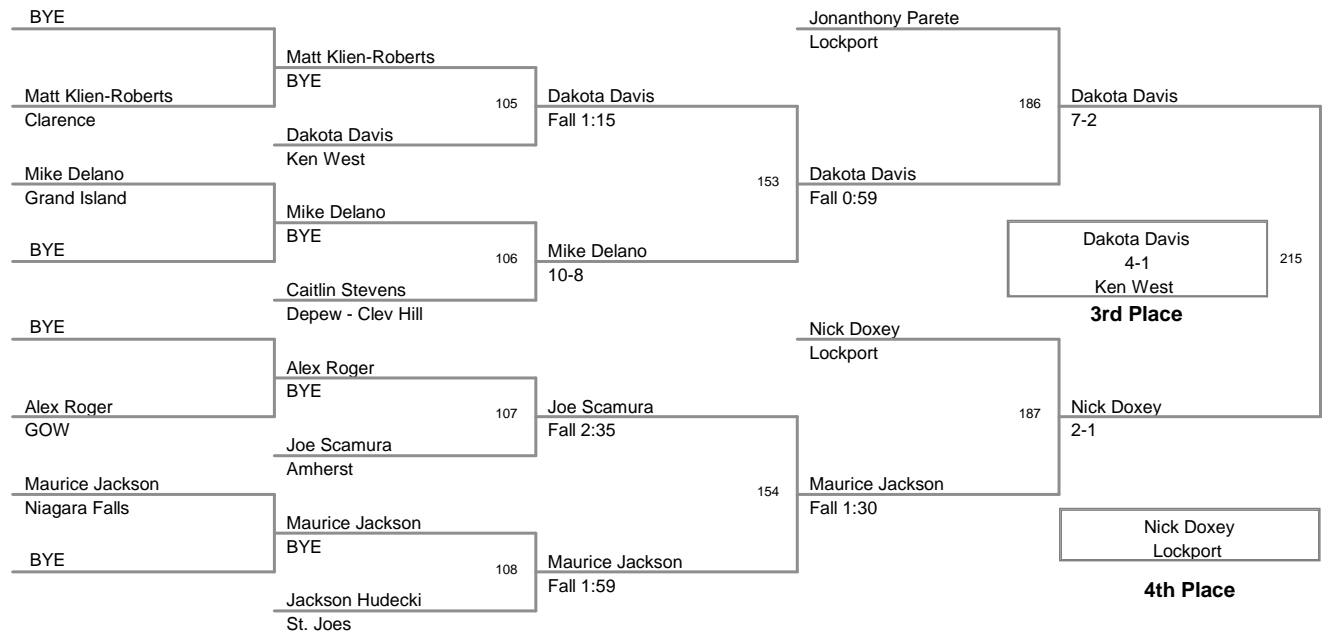 BYE
Matt Klien-Roberts
Clarence
Mike Delano
Grand Island
BYE
BYE
Alex Roger
GOW
Maurice Jackson
Niagara Falls
BYE
Matt Klien-Roberts
BYE
105
Dakota Davis
Ken West
Mike Delano
BYE
106
Caitlin Stevens
Depew - Clev Hill
Alex Roger
BYE
107
Joe Scamura
Amherst
Maurice Jackson
BYE
108
Jackson Hudecki
St. Joes
Dakota Davis
Fall 1:15
153
Mike Delano
10-8
Joe Scamura
Fall 2:35
154
Maurice Jackson
Fall 1:59
Jonanthony Parete
Lockport
186
Dakota Davis
Fall 0:59
Nick Doxey
Lockport
187
Maurice Jackson
Fall 1:30
Dakota Davis
7-2
Dakota Davis
4-1
Ken West
215
3rd Place
Nick Doxey
2-1
Nick Doxey
Lockport
4th Place